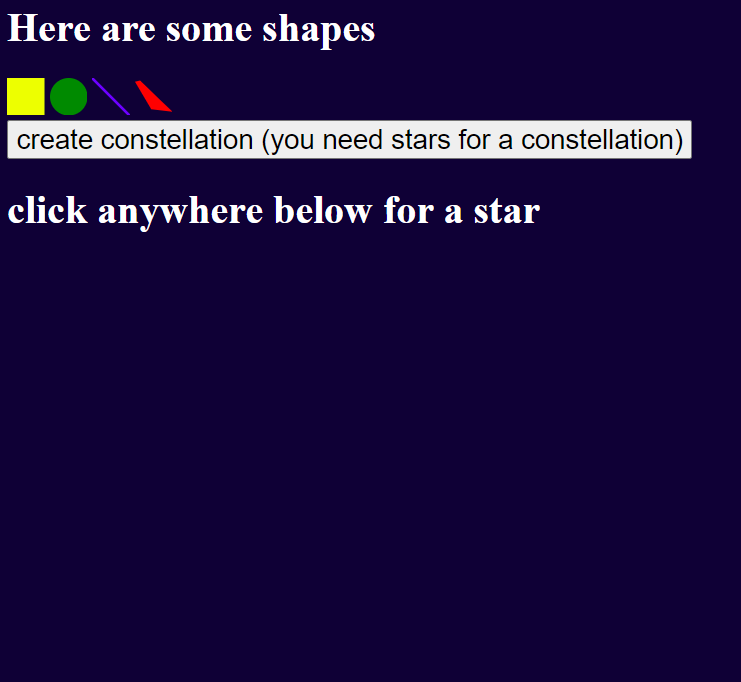 Here are some shapes
create constellation (you need stars for a constellation)
click anywhere below for a star